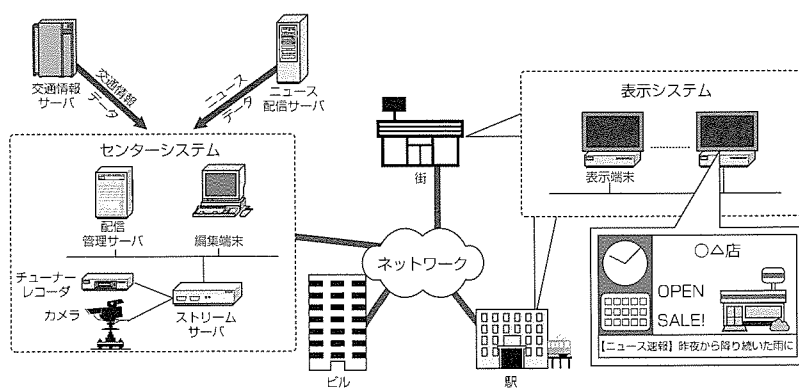 交通情報
サーバ
交通情報
データ
ニュース
データ
ニュース
配信サーバ
センターシステム
配信
管理サーバ
編集端末
チューナー
レコーダ
カメラ
ストリーム
サーバ
街
ネットワーク
ビル
駅
表示システム
表示端末
○△店
OPEN
SALE!
【ニュース速報】昨夜から降り続いた雨に